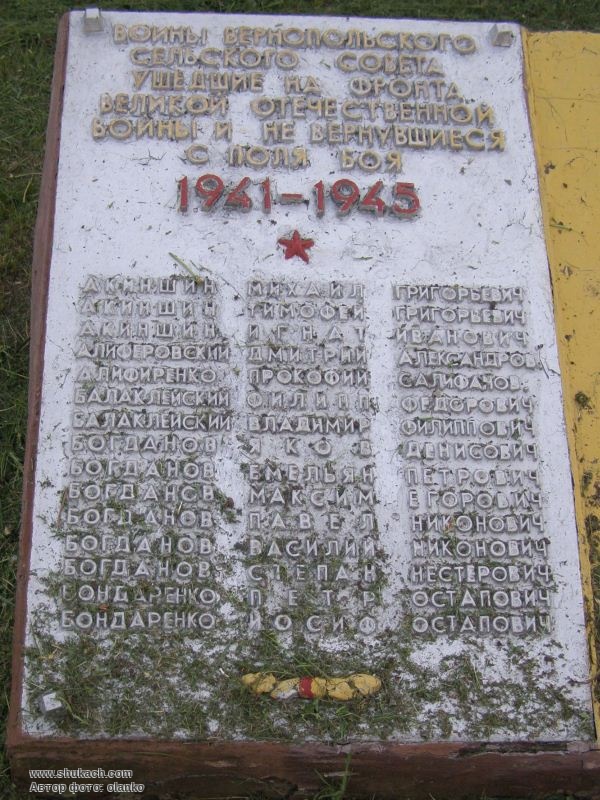 ВОИНЫ ВЕРНОПОЛЬСКОГО
СЕЛЬСКОГО СОВЕТА
УШЕДШИЕ НА ФРОНТА
ВЕЛИКОЙ ОТЕЧЕСТВЕННОЙ
ВОЙНЫ И НЕ ВЕРНУВШИЕСЯ
С ПОЛЯ БОЯ
1941-1945
АКИНШИН МИХАИЛ ГРИГОРЬЕВИЧ
АКИНШИН ТИМОФЕЙ ГРИГОРЬЕВИЧ
АКИНШИН ИГНАТ ИВАНОВИЧ
АЛИФЕРОВСКИЙ ДМИТРИЙ АЛЕКСАНДРОВ
АЛИФИРЕНКО ПРОКОФИЙ
БАЛАКЛЕЙСКИЙ ФИЛИПП ФЕДОРОВИЧ
БАЛАКЛЕЙСКИЙ ВЛАДИМИР ФИЛИППОВИЧ
БОГДАНОВ ЯКОВ ДЕНИСОВИЧ
БОГДАНОВ ЕМЕЛЬЯН ПЕТРОВИЧ
БОГДАНОВ МАКСИМ ЕГОРОВИЧ
БОГДАНОВ ПАВЕЛ НИКОНОВИЧ
БОГДАНОВ ВАСИЛИЙ НИКОНОВИЧ
БОГДАНОВ СТЕПАН НЕСТЕРОВИЧ
БОНДАРЕНКО ПЕТР ОСТАПОВИЧ
БОНДАРЕНКО ИОСИФ ОСТАПОВИЧ
www.shukach.com
Автор фото: olanko